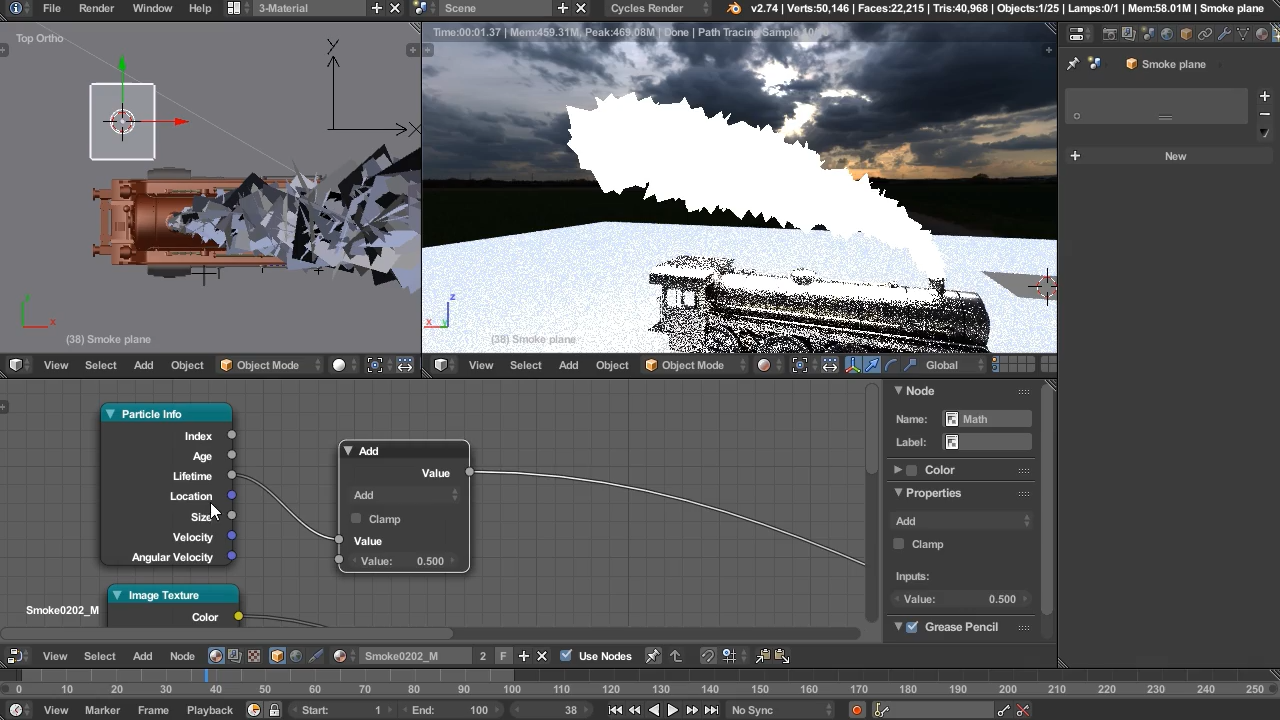 File Render Window Help 3-Material Scene Cycles Render v2.74 | Verts:50,146 | Faces:22,215 | Tris:40,968 | Objects:1/25 | Lamps:0/1 | Mem:58.01M | Smoke plane
Top Ortho
Y
X
x
(38) Smoke plane
Time:00:01.37 | Mem:459.31M, Peak:469.08M | Done | Path Tracing Sample
z
x
y
(38) Smoke plane
Smoke plane
New
View Select Add Object Object Mode
View Select Add Object Object Mode Global
Particle Info
Index
Age
Lifetime
Location
Size
Velocity
Angular Velocity
Add
Value
Add
Clamp
Value
Value: 0.500
Image Texture
Color
Smoke0202_M
Node
Name: Math
Label:
Color
Properties
Add
Clamp
Inputs:
Value: 0.500
Grease Pencil
View Select Add Node Smoke0202_M 2 F Use Nodes
0 10 20 30 40 50 60 70 80 90 100 110 120 130 140 150 160 170 180 190 200 210 220 230 240 250
View Marker Frame Playback Start: 1 End: 100 38 No Sync